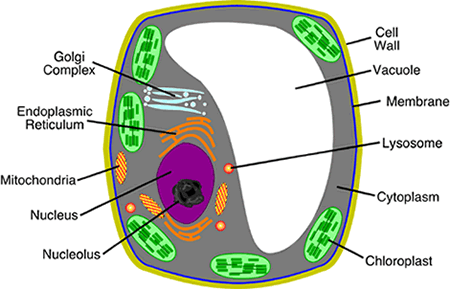 Golgi
Complex
Endoplasmic
Reticulum
Mitochondria
Nucleus
Nucleolus
Cell
Wall
Vacuole
Membrane
Lysosome
Cytoplasm
Chloroplast